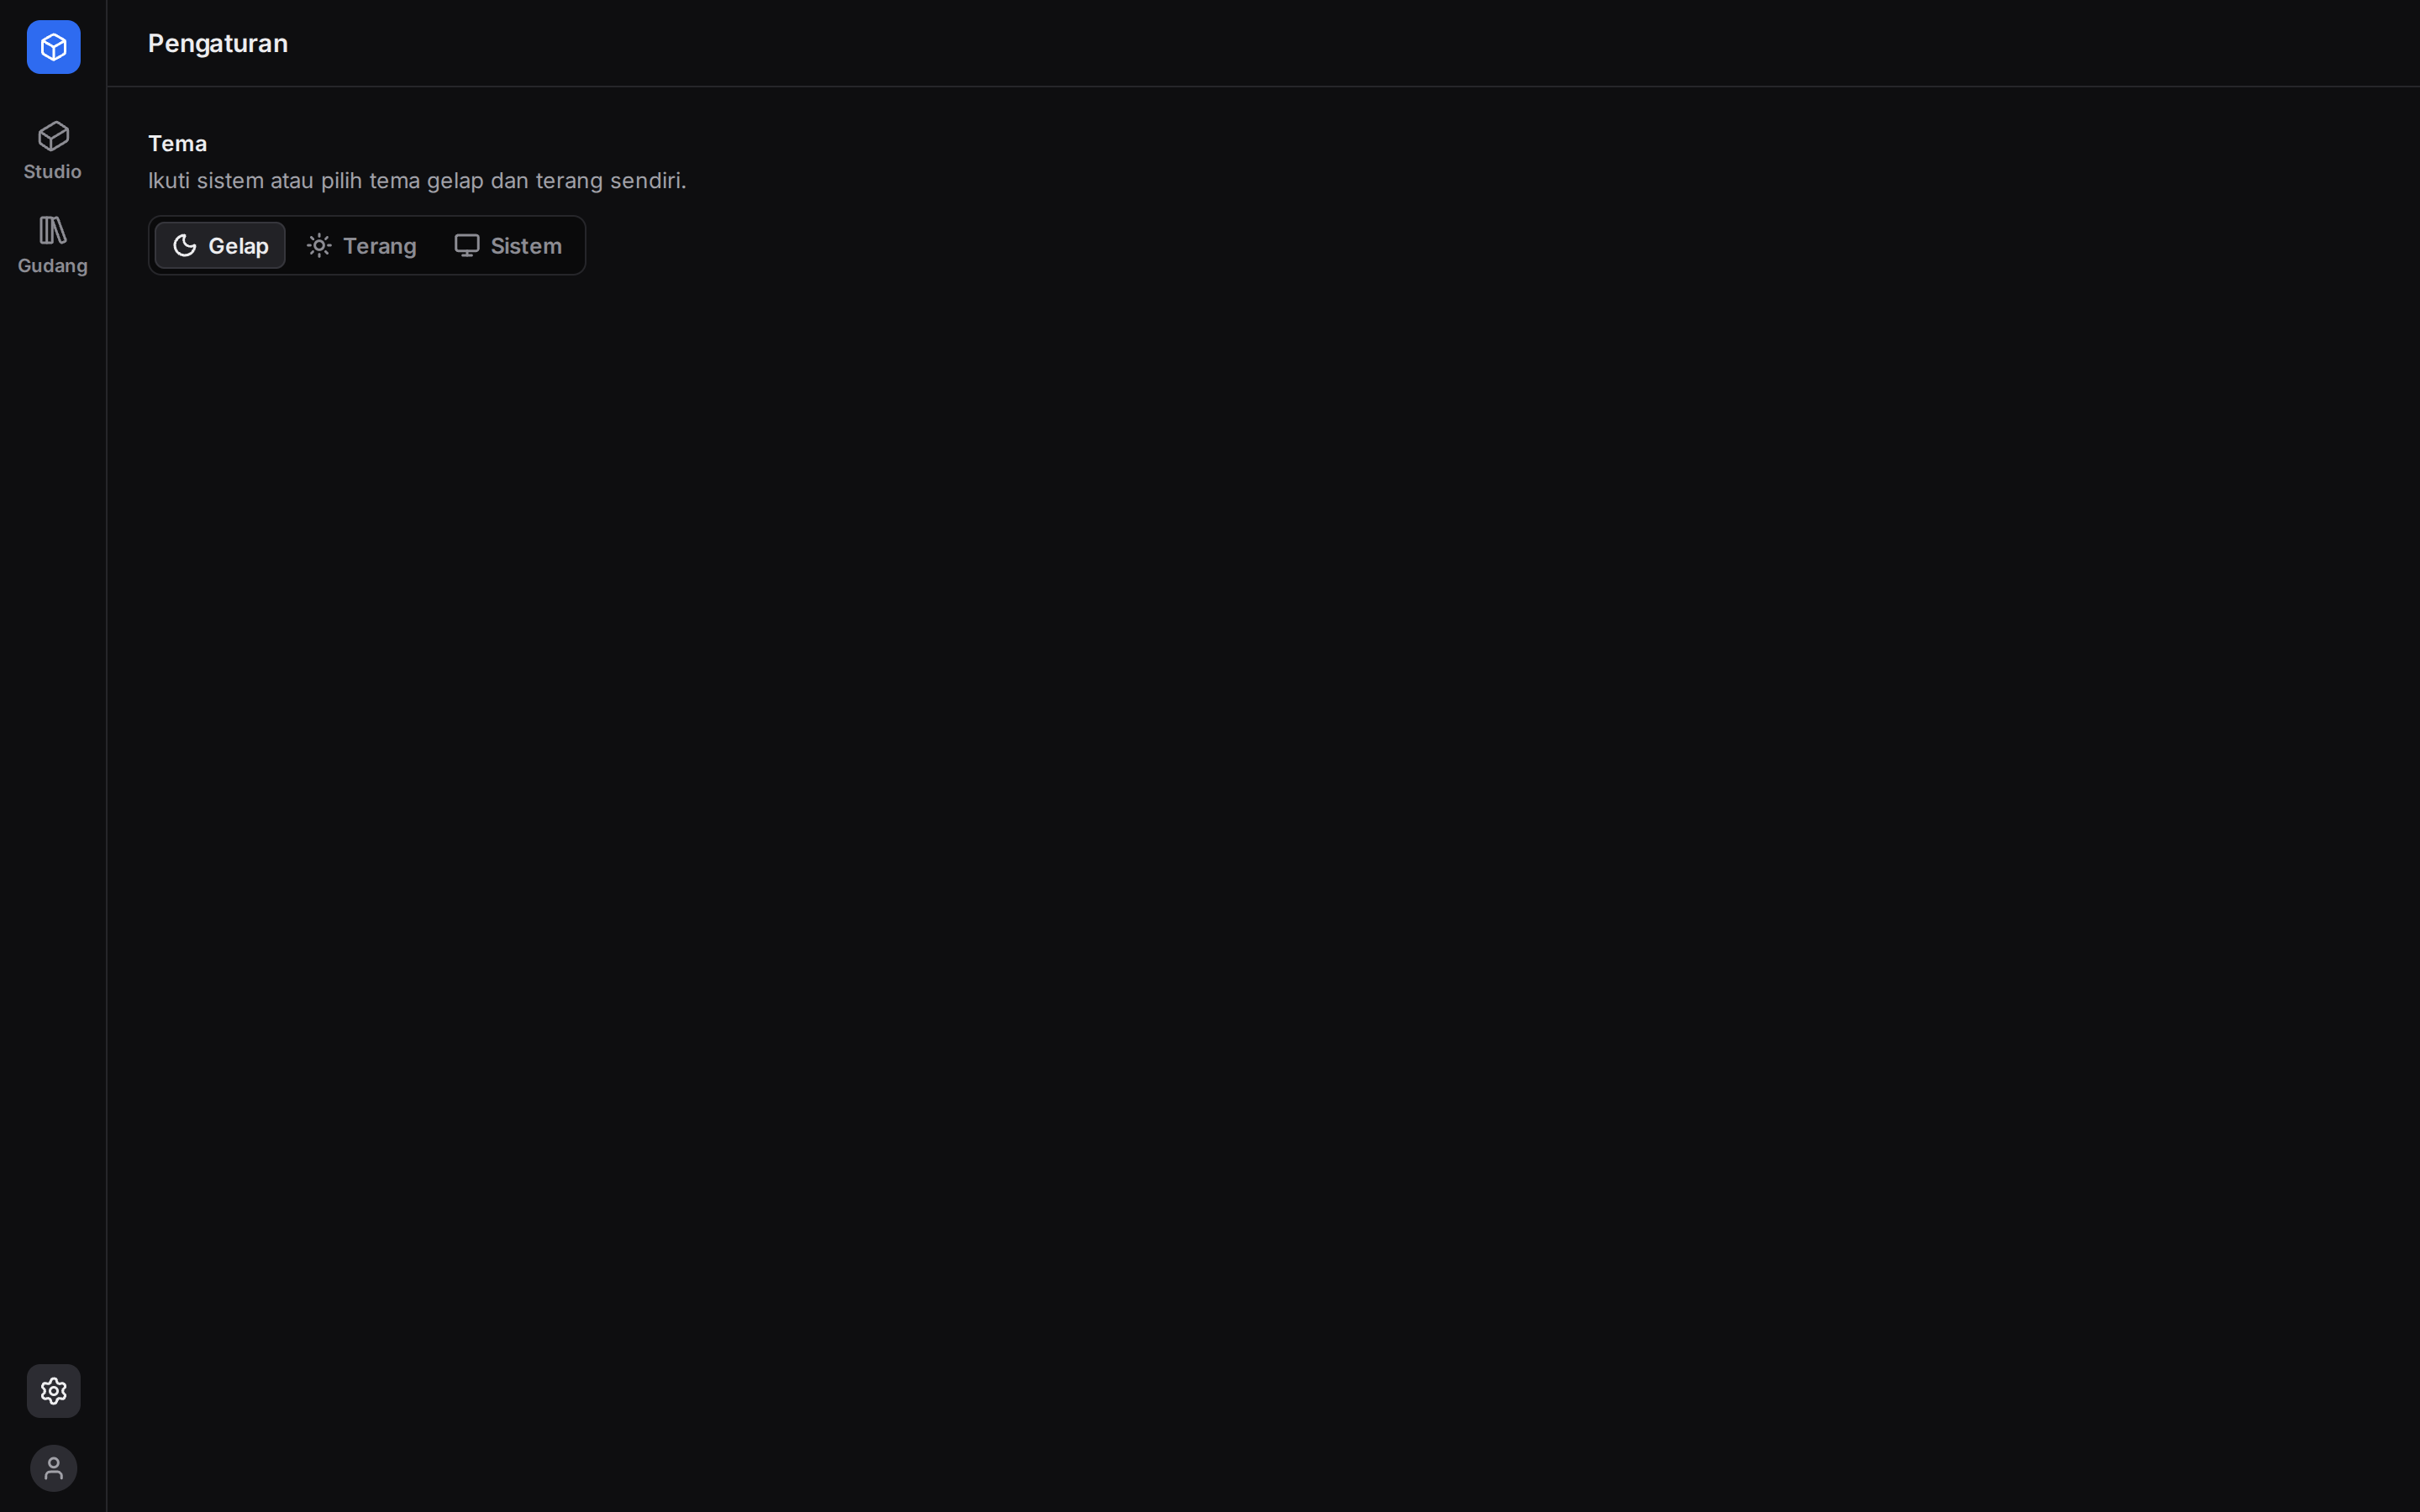 Pengaturan
Studio
Gudang
Tema
Ikuti sistem atau pilih tema gelap dan terang sendiri.
Gelap Terang Sistem